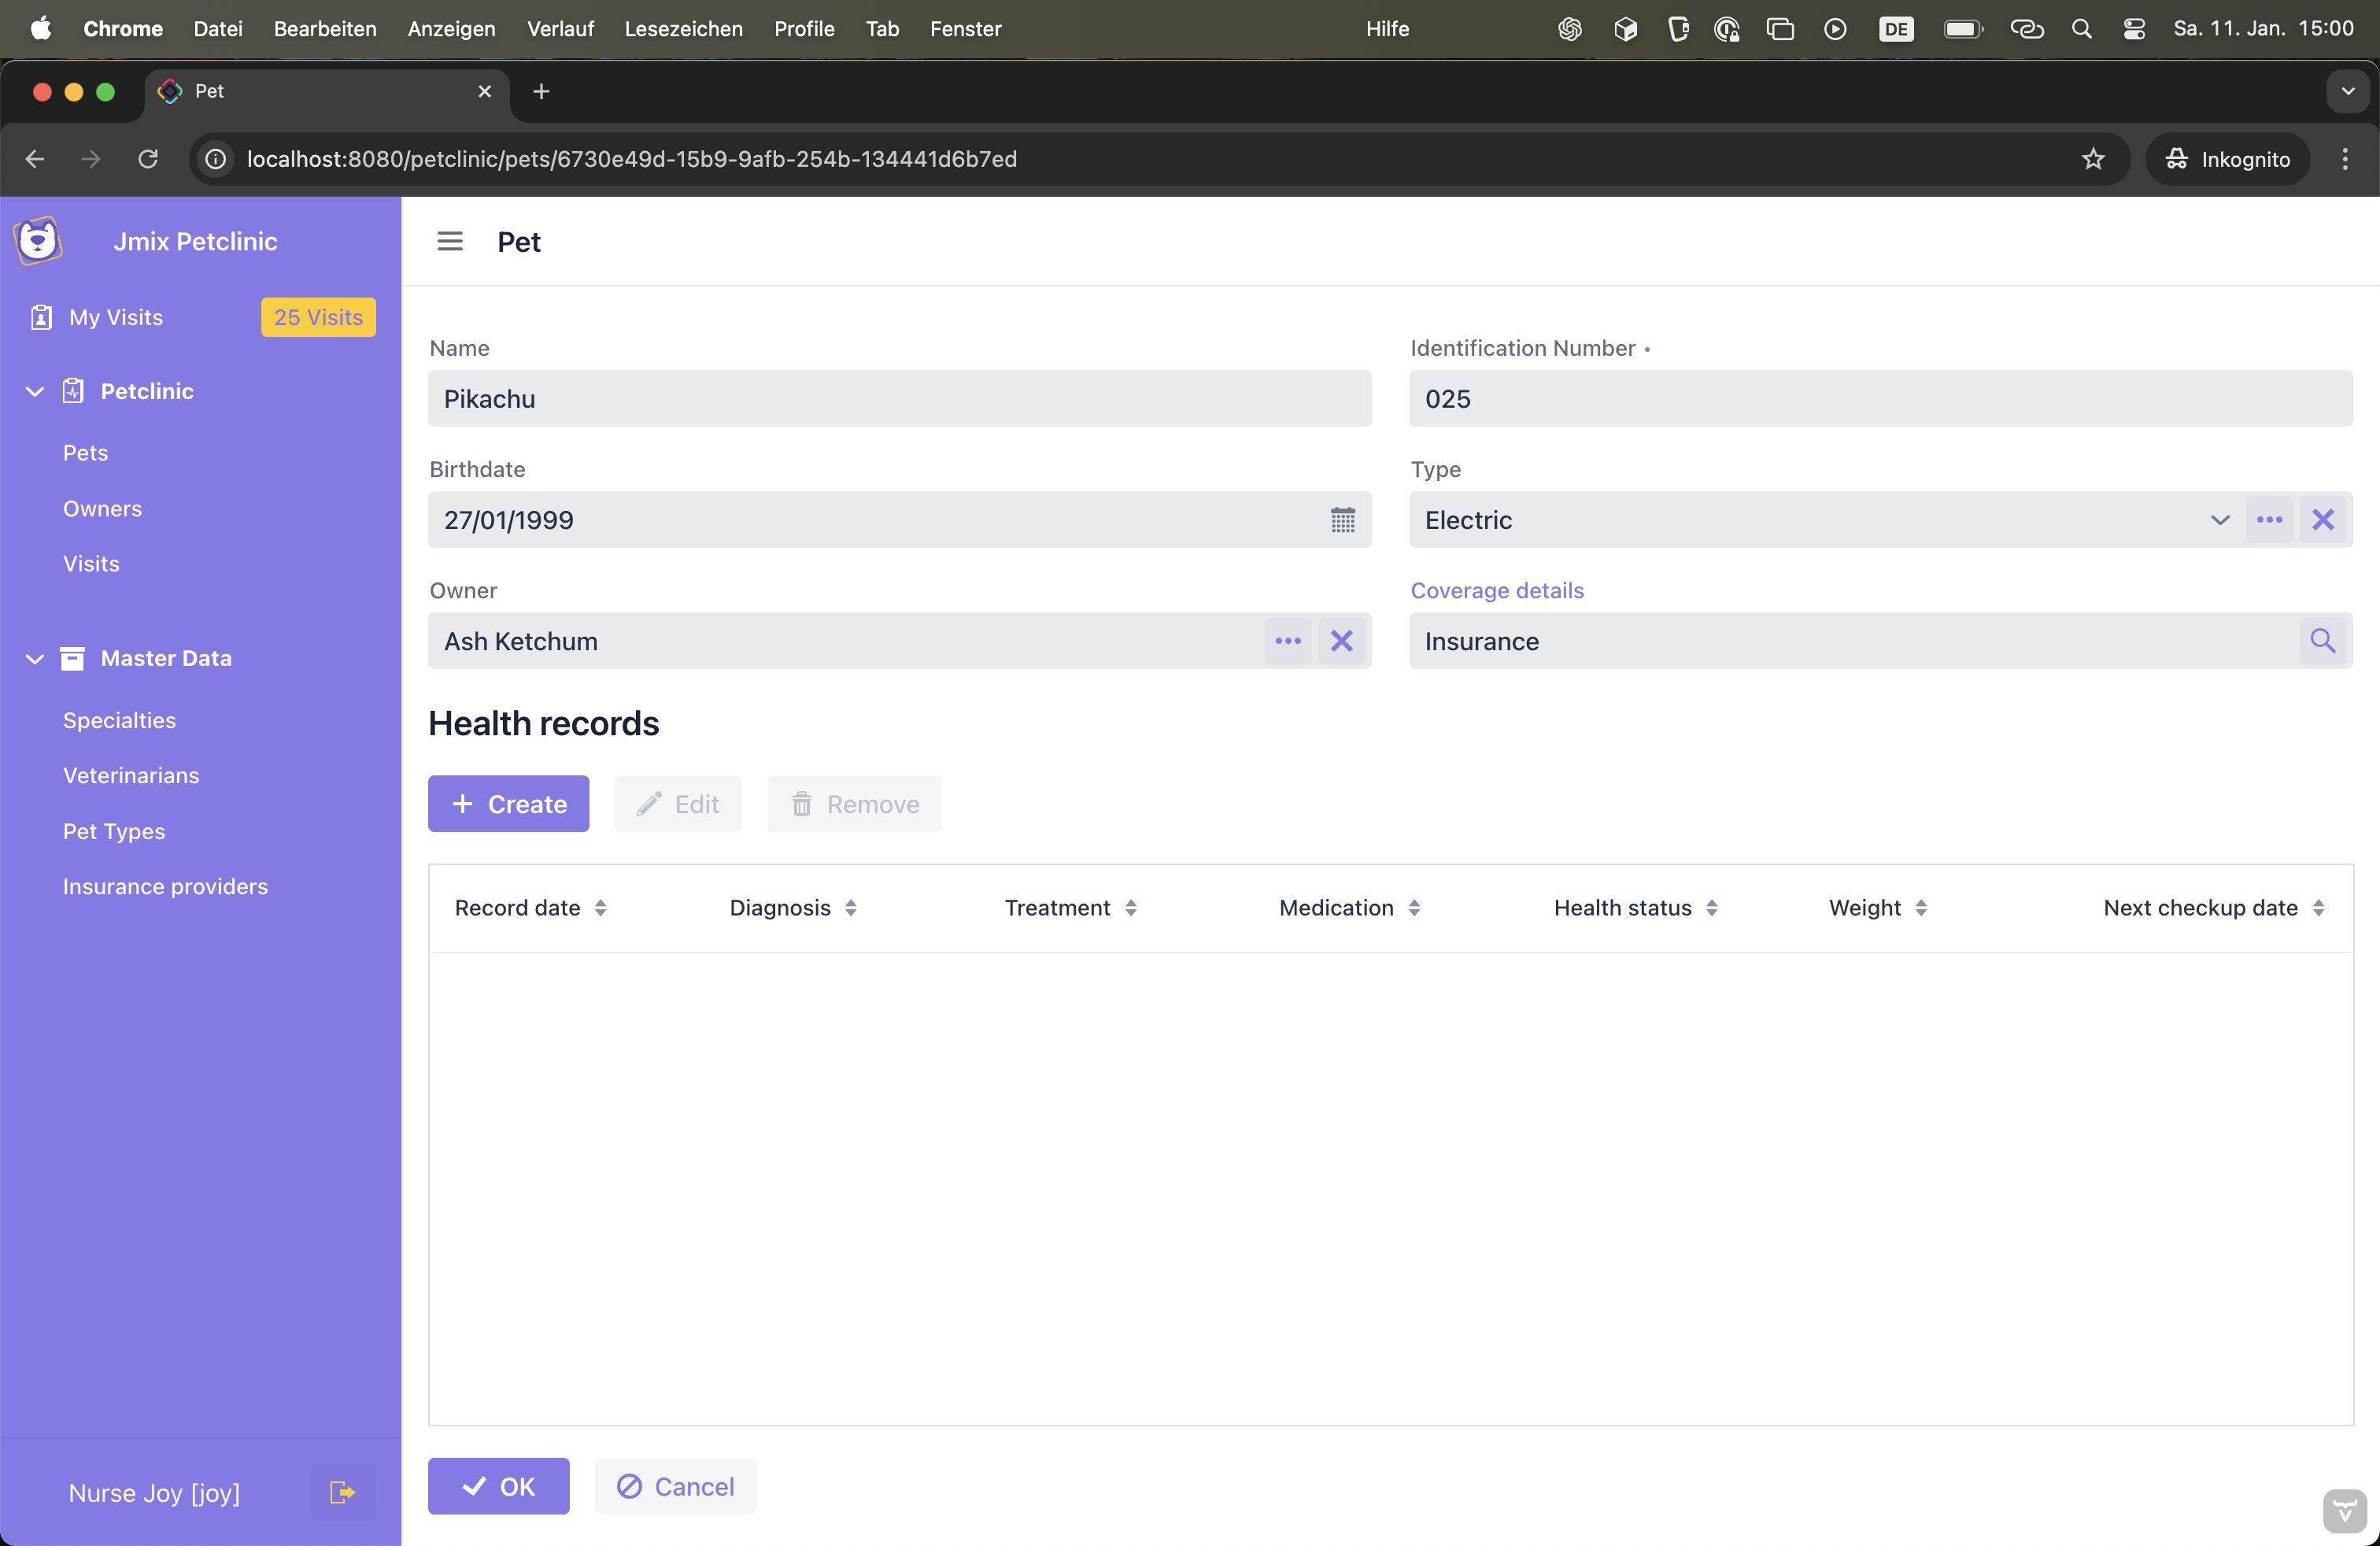 Chrome Datei Bearbeiten Anzeigen Verlauf Lesezeichen Profile Tab Fenster Hilfe DE Sa. 11. Jan. 15:00
Pet
localhost:8080/petclinic/pets/6730e49d-15b9-9afb-254b-134441d6b7ed Inkognito
Jmix Petclinic
My Visits 25 Visits
Petclinic
Pets
Owners
Visits
Master Data
Specialties
Veterinarians
Pet Types
Insurance providers
Nurse Joy [joy]
Pet
Name Identification Number •
Pikachu 025
Birthdate Type
27/01/1999 Electric
Owner Coverage details
Ash Ketchum Insurance
Health records
Create Edit Remove
Record date Diagnosis Treatment Medication Health status Weight Next checkup date
OK Cancel